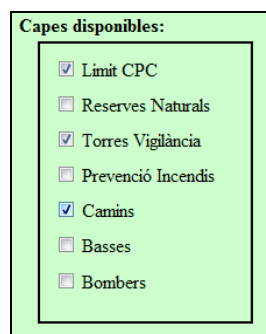 Capes disponibles:
Limit CPC
Reserves Naturals
Torres Vigilància
Prevenció Incendis
Camins
Basses
Bombers